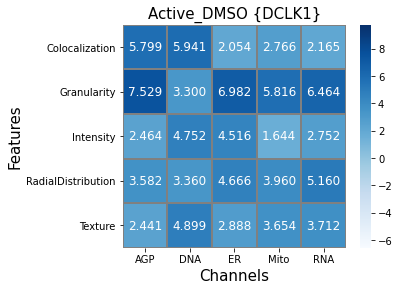 Active_DMSO {DCLK1}
Colocalization 5.799 5.941 2.054 2.766 2.165
Granularity 7.529 3.300 6.982 5.816 6.464
Intensity 2.464 4.752 4.516 1.644 2.752
RadialDistribution 3.582 3.360 4.666 3.960 5.160
Texture 2.441 4.899 2.888 3.654 3.712
AGP DNA ER Mito RNA
Channels
Features
8
6
4
2
0
−2
−4
−6